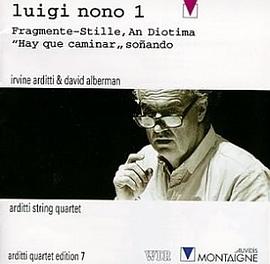 luigi nono 1
Fragmente-Stille, An Diotima
"Hay que caminar„ soñando
irvine arditti & david alberman
arditti string quartet
arditti quartet edition 7
WDR
AUVIDIS
MONTAIGNE